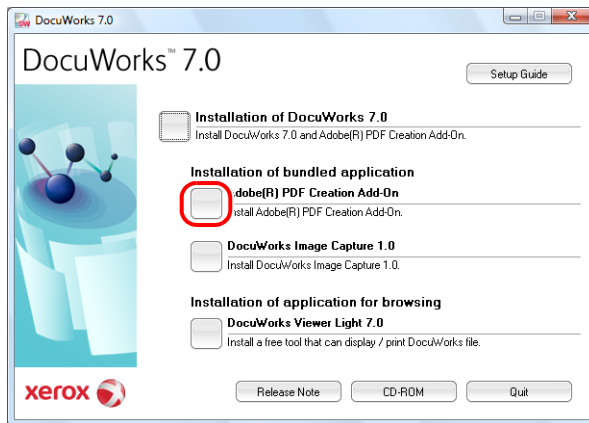 DocuWorks 7.0
DocuWorks™ 7.0
Setup Guide
Installation of DocuWorks 7.0
Install DocuWorks 7.0 and Adobe(R) PDF Creation Add-On.
Installation of bundled application
Adobe(R) PDF Creation Add-On
Install Adobe(R) PDF Creation Add-On.
DocuWorks Image Capture 1.0
Install DocuWorks Image Capture 1.0.
Installation of application for browsing
DocuWorks Viewer Light 7.0
Install a free tool that can display / print DocuWorks file.
xerox
Release Note
CD-ROM
Quit